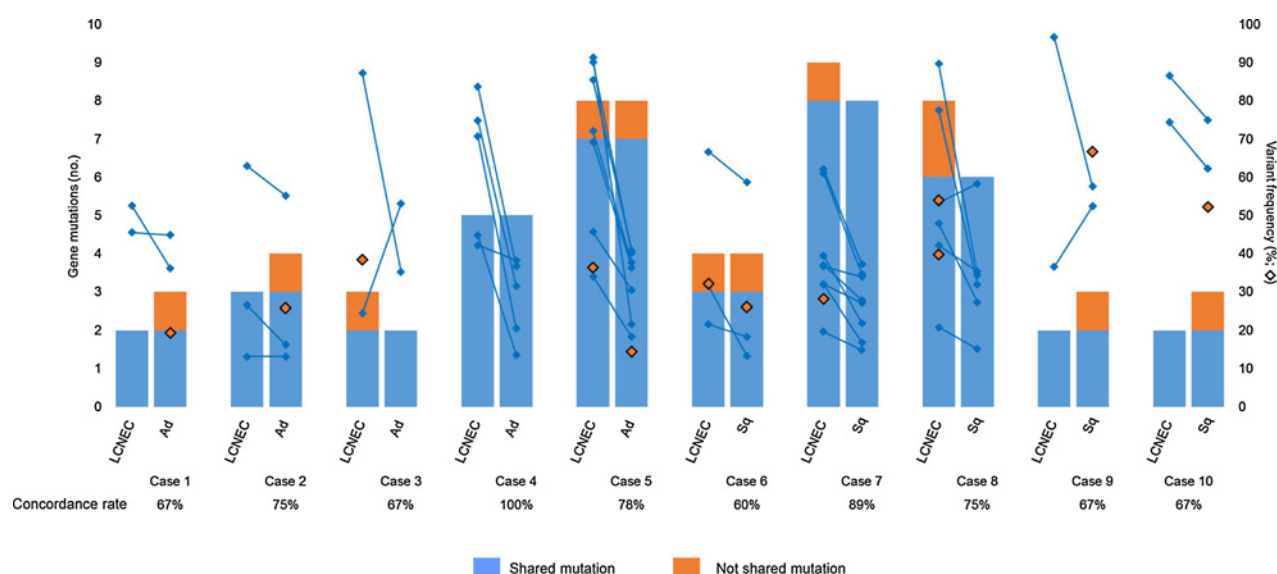 10 100
9 90
8 80
7 70
6 60
5 50
4 40
3 30
2 20
1 10
0 0
Gene mutations (no.)
Variant frequency (%; )
LCNEC Ad LCNEC Ad LCNEC Ad LCNEC Ad LCNEC Ad LCNEC Sq LCNEC Sq LCNEC Sq LCNEC Sq LCNEC Sq
Case 1 Case 2 Case 3 Case 4 Case 5 Case 6 Case 7 Case 8 Case 9 Case 10
Concordance rate 67% 75% 67% 100% 78% 60% 89% 75% 67% 67%
Shared mutation Not shared mutation